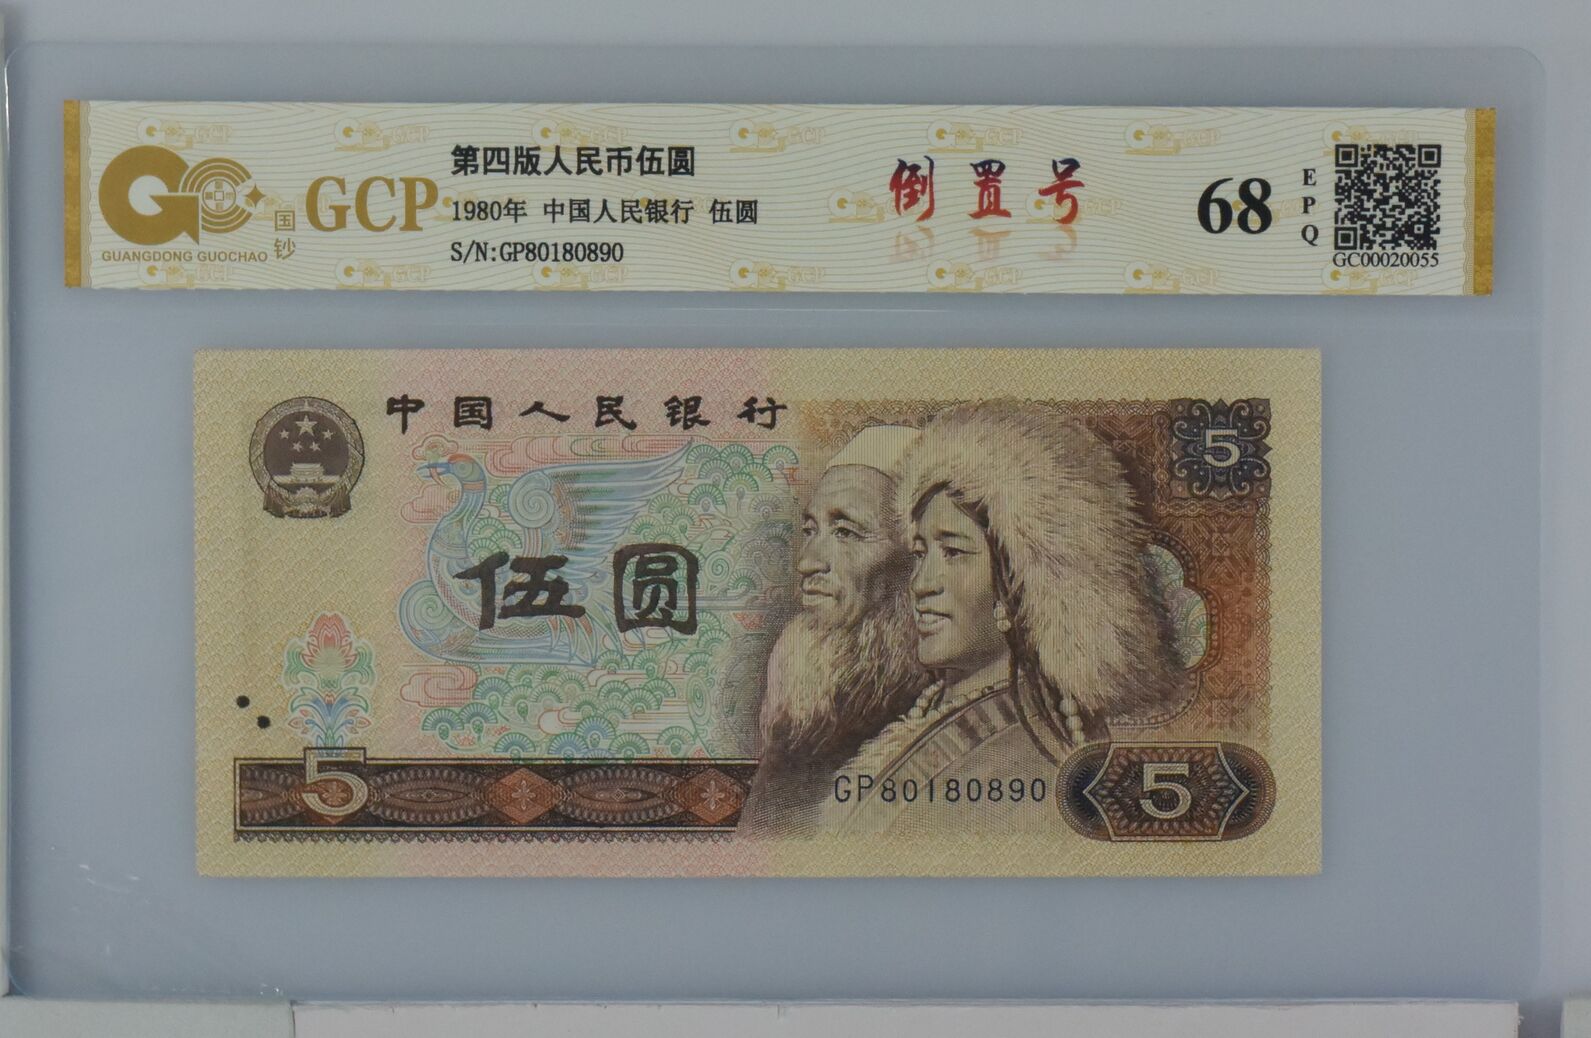 GCP
国钞
GUANGDONG GUOCHAO
第四版人民币伍圆
1980年 中国人民银行 伍圆
S/N:GP80180890
倒置号
68
EPQ
GC00020055
中国人民银行
5
伍圆
5
GP80180890
5